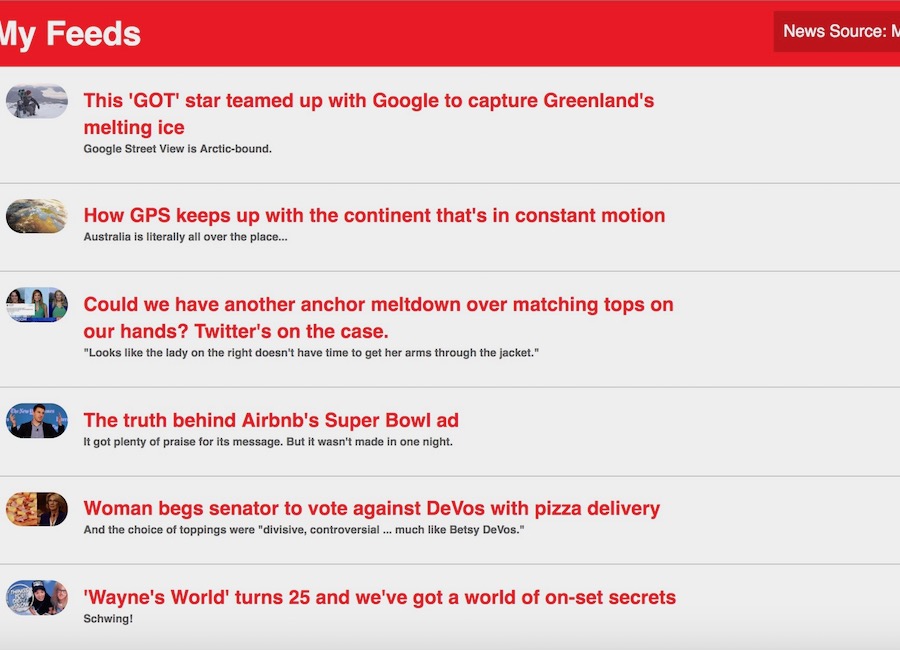 My Feeds
News Source: M
This 'GOT' star teamed up with Google to capture Greenland's
melting ice
Google Street View is Arctic-bound.
How GPS keeps up with the continent that's in constant motion
Australia is literally all over the place...
Could we have another anchor meltdown over matching tops on
our hands? Twitter's on the case.
"Looks like the lady on the right doesn't have time to get her arms through the jacket."
The truth behind Airbnb's Super Bowl ad
It got plenty of praise for its message. But it wasn't made in one night.
Woman begs senator to vote against DeVos with pizza delivery
And the choice of toppings were "divisive, controversial ... much like Betsy DeVos."
'Wayne's World' turns 25 and we've got a world of on-set secrets
Schwing!